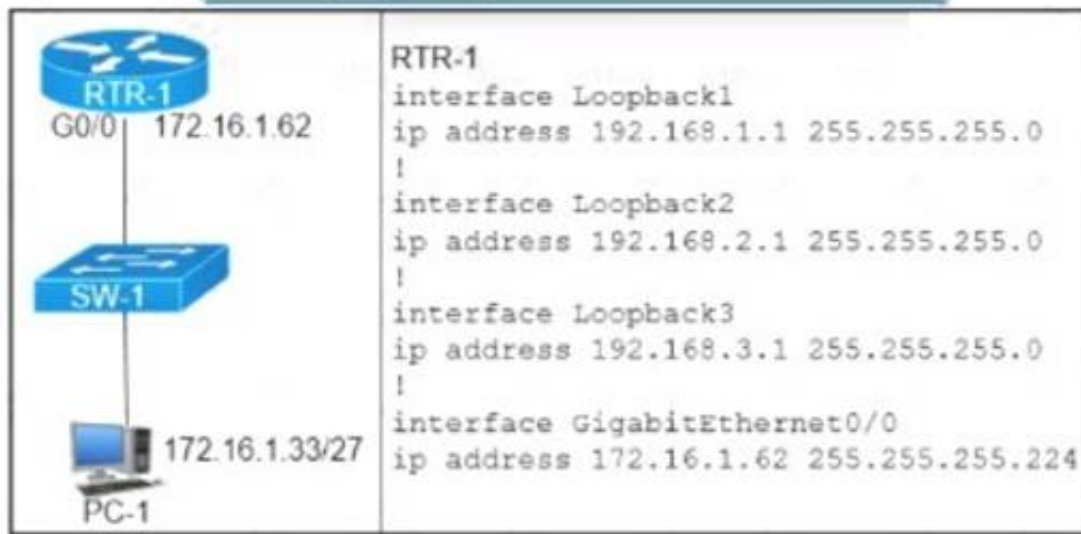 RTR-1
G0/0 172.16.1.62
SW-1
172.16.1.33/27
PC-1
RTR-1
interface Loopback1
ip address 192.168.1.1 255.255.255.0
!
interface Loopback2
ip address 192.168.2.1 255.255.255.0
!
interface Loopback3
ip address 192.168.3.1 255.255.255.0
!
interface GigabitEthernet0/0
ip address 172.16.1.62 255.255.255.224